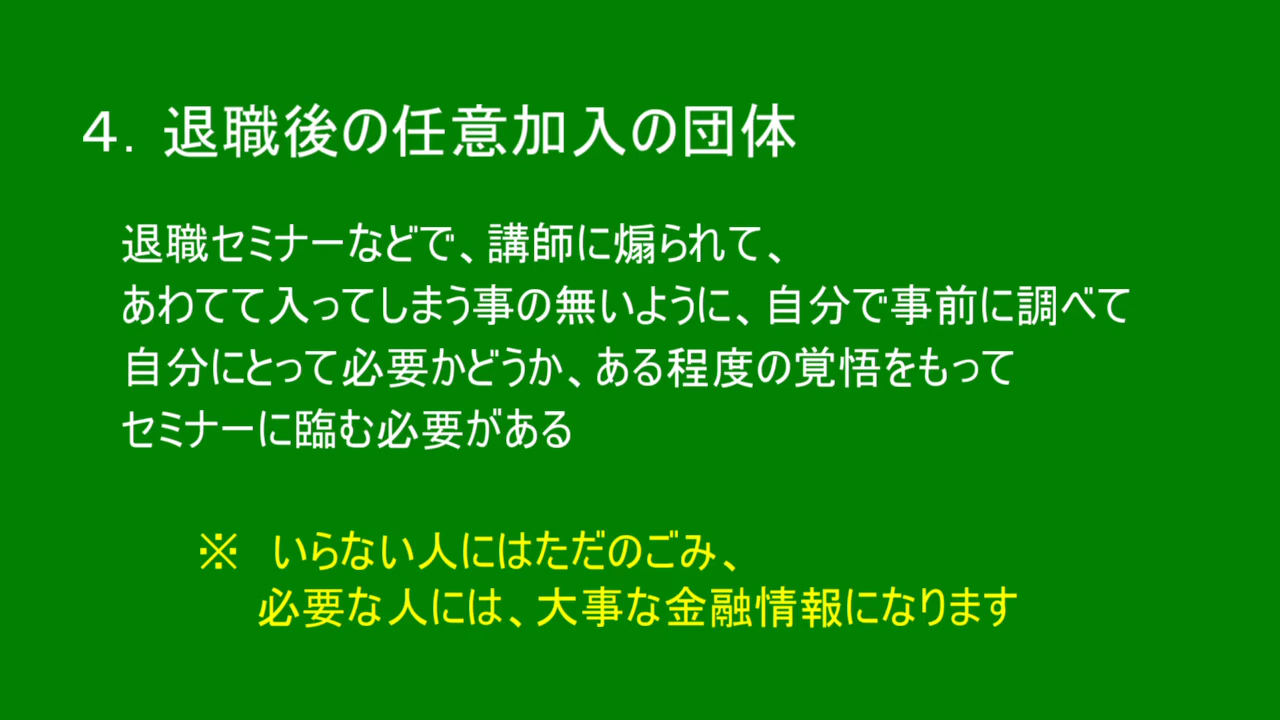 ４．退職後の任意加入の団体
退職セミナーなどで、講師に煽られて、
あわてて入ってしまう事の無いように、自分で事前に調べて
自分にとって必要かどうか、ある程度の覚悟をもって
セミナーに臨む必要がある
※　いらない人にはただのごみ、
必要な人には、大事な金融情報になります